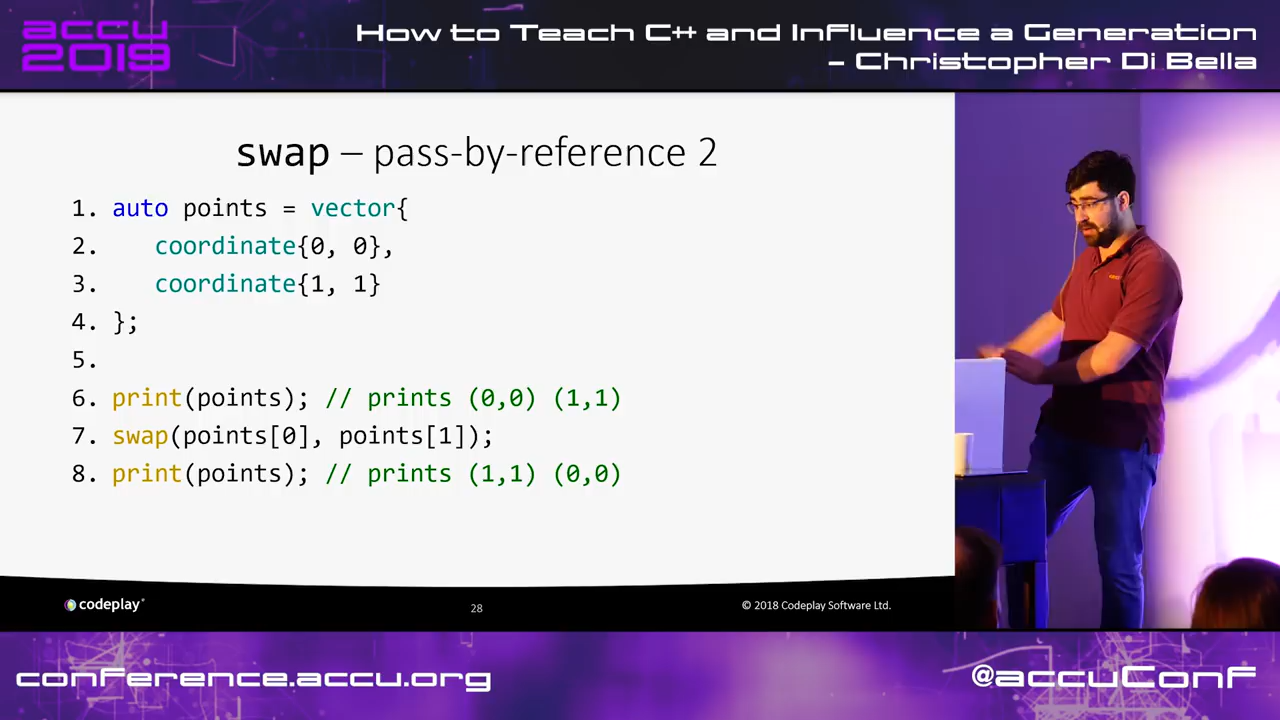 accu
2019
How to Teach C++ and Influence a Generation
– Christopher Di Bella
swap – pass-by-reference 2
1. auto points = vector{
2. coordinate{0, 0},
3. coordinate{1, 1}
4. };
5.
6. print(points); // prints (0,0) (1,1)
7. swap(points[0], points[1]);
8. print(points); // prints (1,1) (0,0)
codeplay®
28
© 2018 Codeplay Software Ltd.
conference.accu.org
@accuConf